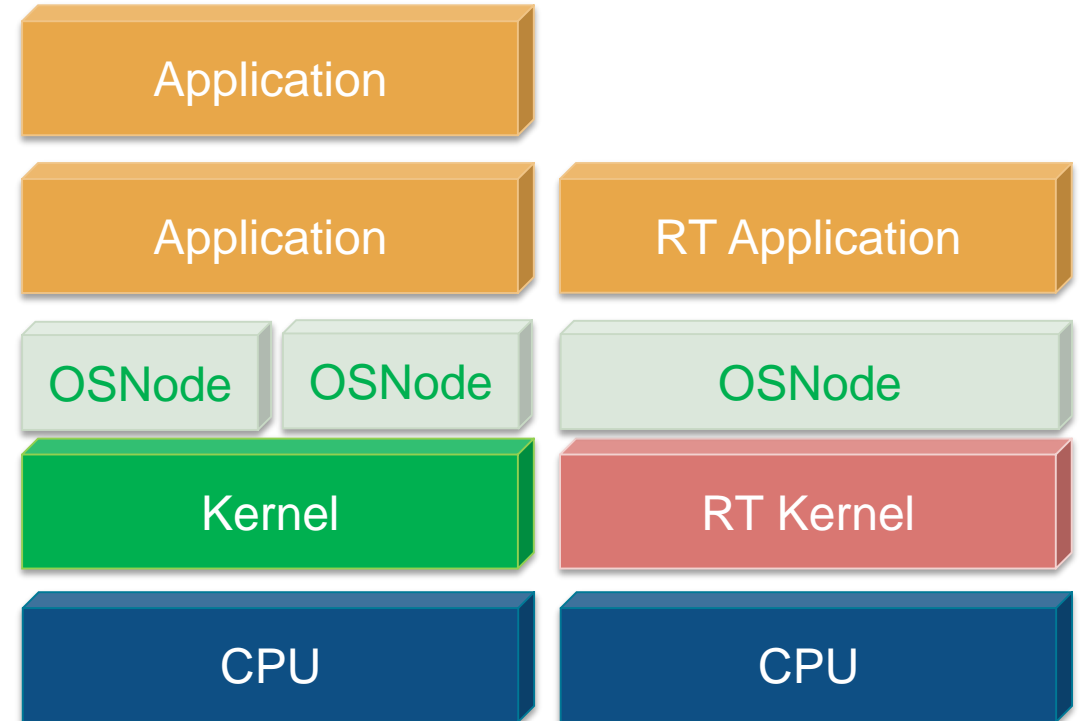 Application
Application
RT Application
OSNode
OSNode
OSNode
Kernel
RT Kernel
CPU
CPU